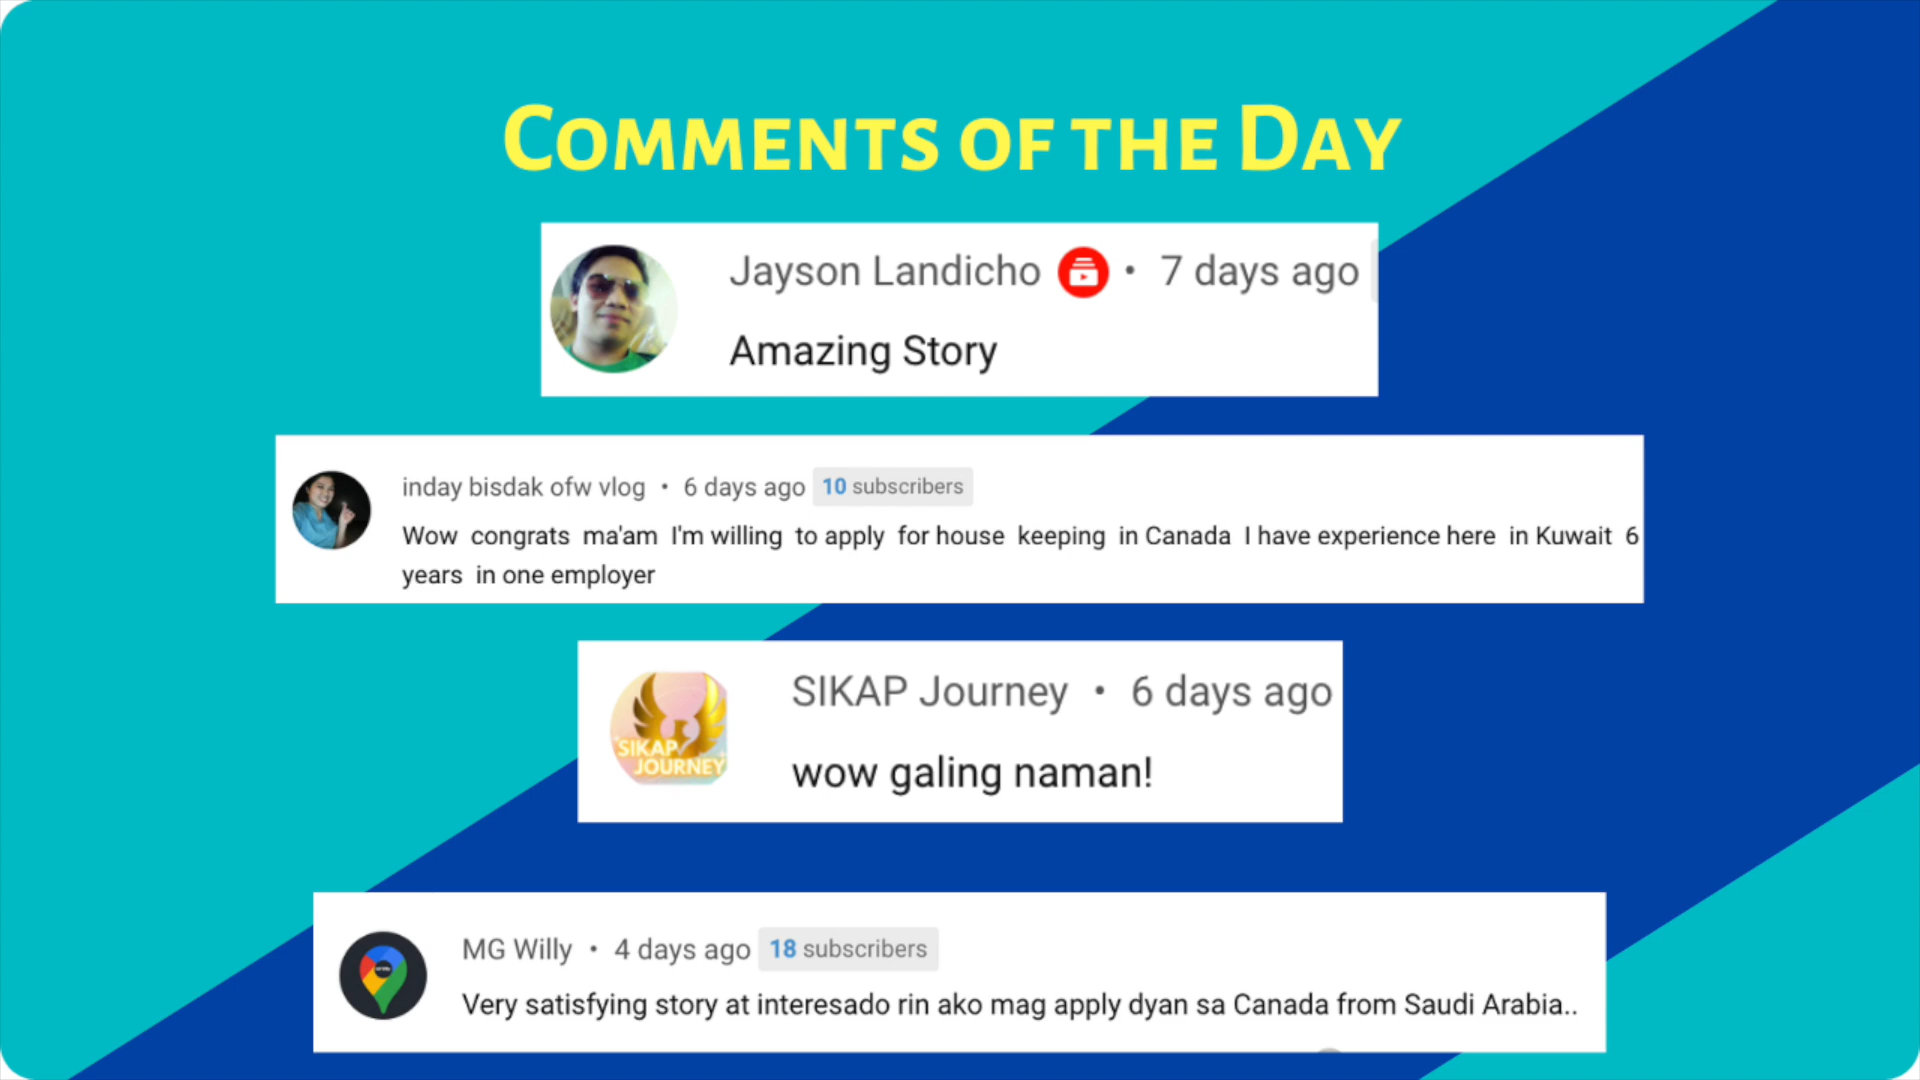 Comments of the Day
Jayson Landicho • 7 days ago
Amazing Story
inday bisdak ofw vlog • 6 days ago 10 subscribers
Wow congrats ma'am I'm willing to apply for house keeping in Canada I have experience here in Kuwait 6
years in one employer
SIKAP Journey • 6 days ago
SIKAP
JOURNEY
wow galing naman!
MG Willy • 4 days ago 18 subscribers
Very satisfying story at interesado rin ako mag apply dyan sa Canada from Saudi Arabia..